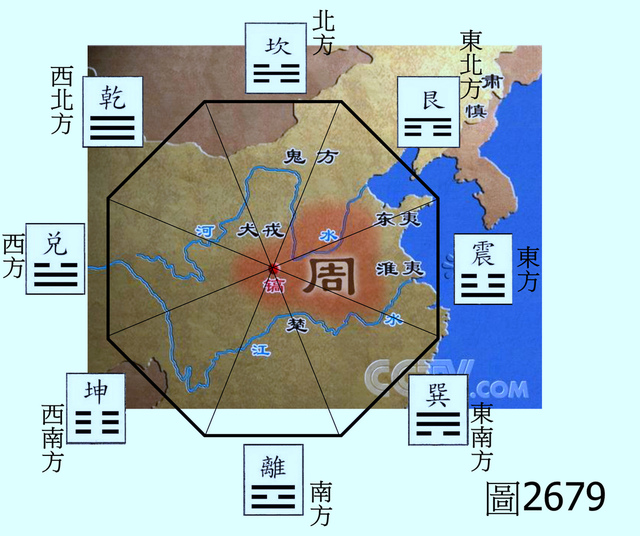 北方
坎
東北方
艮
肅慎
西北方
乾
鬼方
河
犬戎
水
东夷
西方
兑
鎬
周
淮夷
震
東方
楚
水
江
CCTV.COM
坤
西南方
巽
東南方
離
南方
圖2679